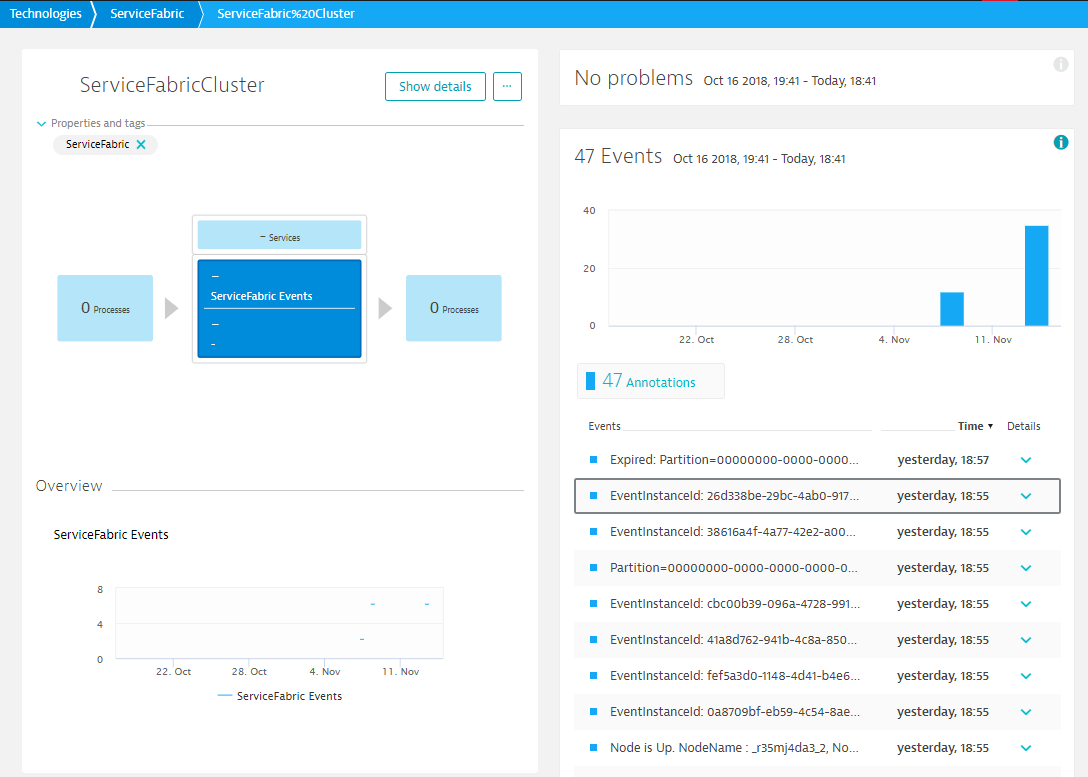 Technologies ServiceFabric ServiceFabric%20Cluster
ServiceFabricCluster
Show details
...
Properties and tags
ServiceFabric ✕
– Services
0 Processes
–
ServiceFabric Events
–
-
0 Processes
Overview
ServiceFabric Events
8
4
0
22. Oct 28. Oct 4. Nov 11. Nov
ServiceFabric Events
No problems Oct 16 2018, 19:41 - Today, 18:41
i
47 Events Oct 16 2018, 19:41 - Today, 18:41
i
40
20
0
22. Oct 28. Oct 4. Nov 11. Nov
47 Annotations
Events Time ▼ Details
Expired: Partition=00000000-0000-0000... yesterday, 18:57
EventInstanceId: 26d338be-29bc-4ab0-917... yesterday, 18:55
EventInstanceId: 38616a4f-4a77-42e2-a00... yesterday, 18:55
Partition=00000000-0000-0000-0000-0... yesterday, 18:55
EventInstanceId: cbc00b39-096a-4728-991... yesterday, 18:55
EventInstanceId: 41a8d762-941b-4c8a-850... yesterday, 18:55
EventInstanceId: fef5a3d0-1148-4d41-b4e6... yesterday, 18:55
EventInstanceId: 0a8709bf-eb59-4c54-8ae... yesterday, 18:55
Node is Up. NodeName : _r35mj4da3_2, No... yesterday, 18:55